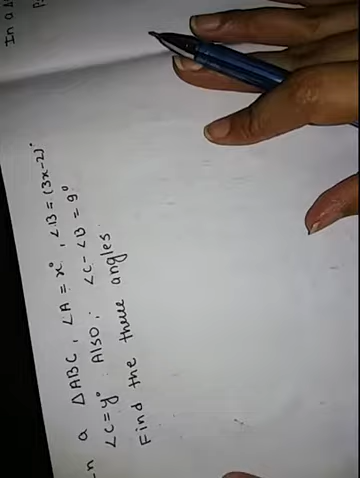 In a
-n a ΔABC, ∠A = x°, ∠B = (3x-2)°
∠C = y° Also, ∠C - ∠B = 9°
Find the three angles.